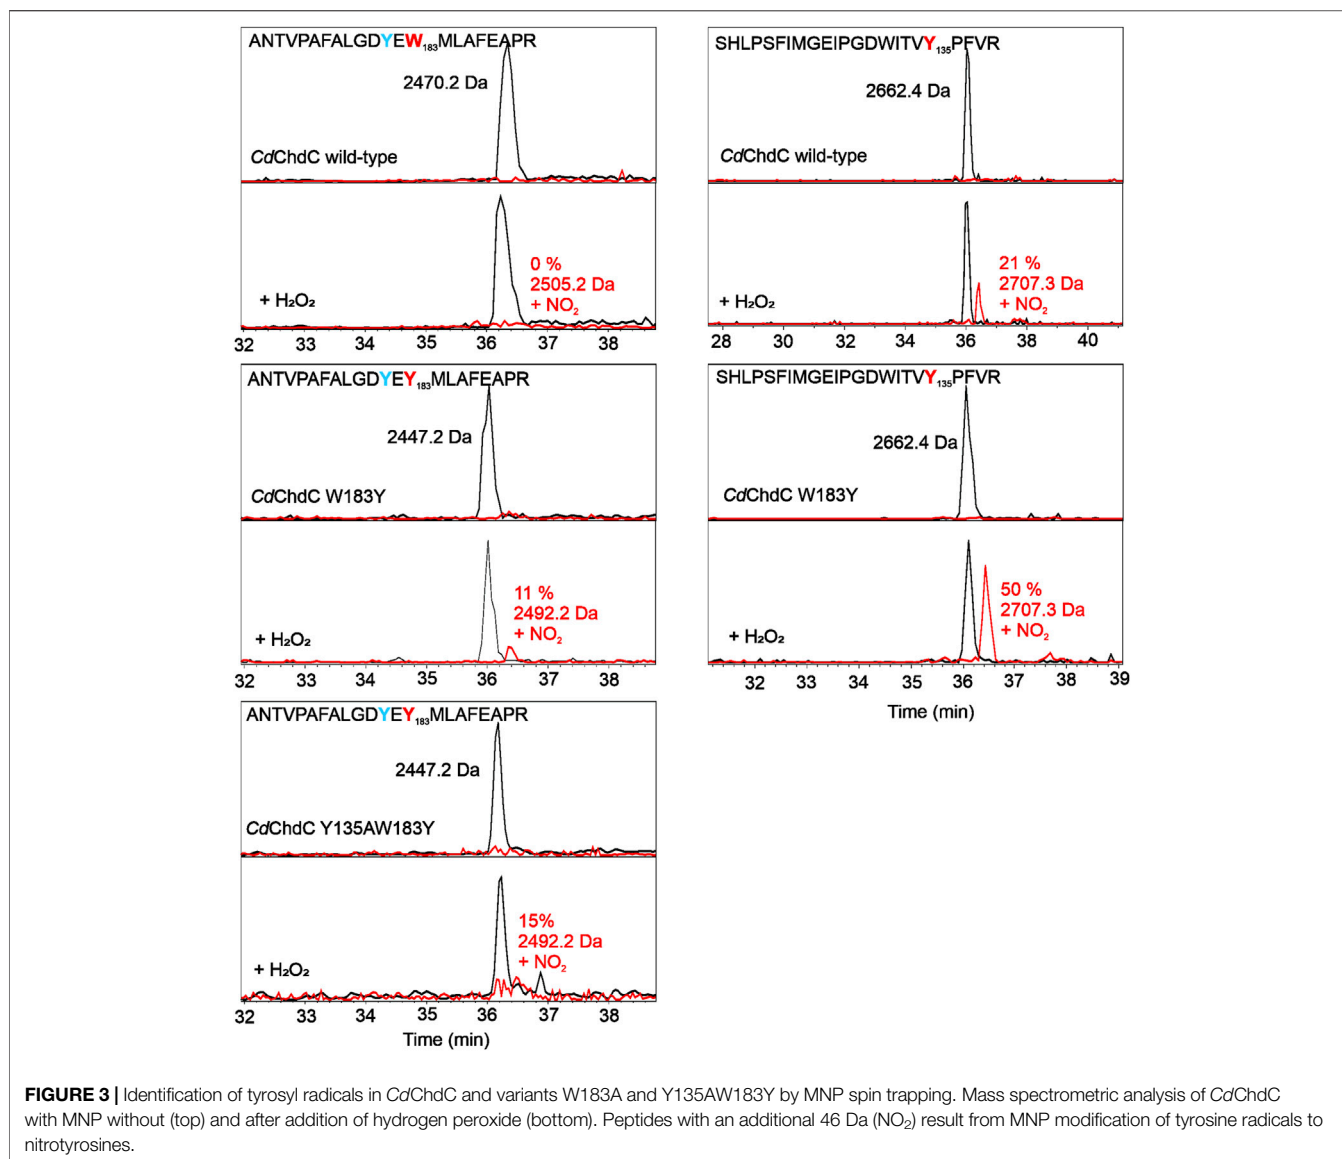 ANTVPAFALGDYEW₁₈₃MLAFEAPR
2470.2 Da
CdChdC wild-type
0 %
2505.2 Da
+ NO₂
+ H₂O₂
32 33 34 35 36 37 38
SHLPSFIMGEIPGDWITVY₁₃₅PFVR
2662.4 Da
CdChdC wild-type
21 %
2707.3 Da
+ NO₂
+ H₂O₂
28 30 32 34 36 38 40
ANTVPAFALGDYEY₁₈₃MLAFEAPR
2447.2 Da
CdChdC W183Y
11 %
2492.2 Da
+ NO₂
+ H₂O₂
32 33 34 35 36 37 38
SHLPSFIMGEIPGDWITVY₁₃₅PFVR
2662.4 Da
CdChdC W183Y
50 %
2707.3 Da
+ NO₂
+ H₂O₂
32 33 34 35 36 37 38 39
Time (min)
ANTVPAFALGDYEY₁₈₃MLAFEAPR
2447.2 Da
CdChdC Y135AW183Y
15%
2492.2 Da
+ NO₂
+ H₂O₂
32 33 34 35 36 37 38
Time (min)
FIGURE 3 | Identification of tyrosyl radicals in CdChdC and variants W183A and Y135AW183Y by MNP spin trapping. Mass spectrometric analysis of CdChdC
with MNP without (top) and after addition of hydrogen peroxide (bottom). Peptides with an additional 46 Da (NO₂) result from MNP modification of tyrosine radicals to
nitrotyrosines.